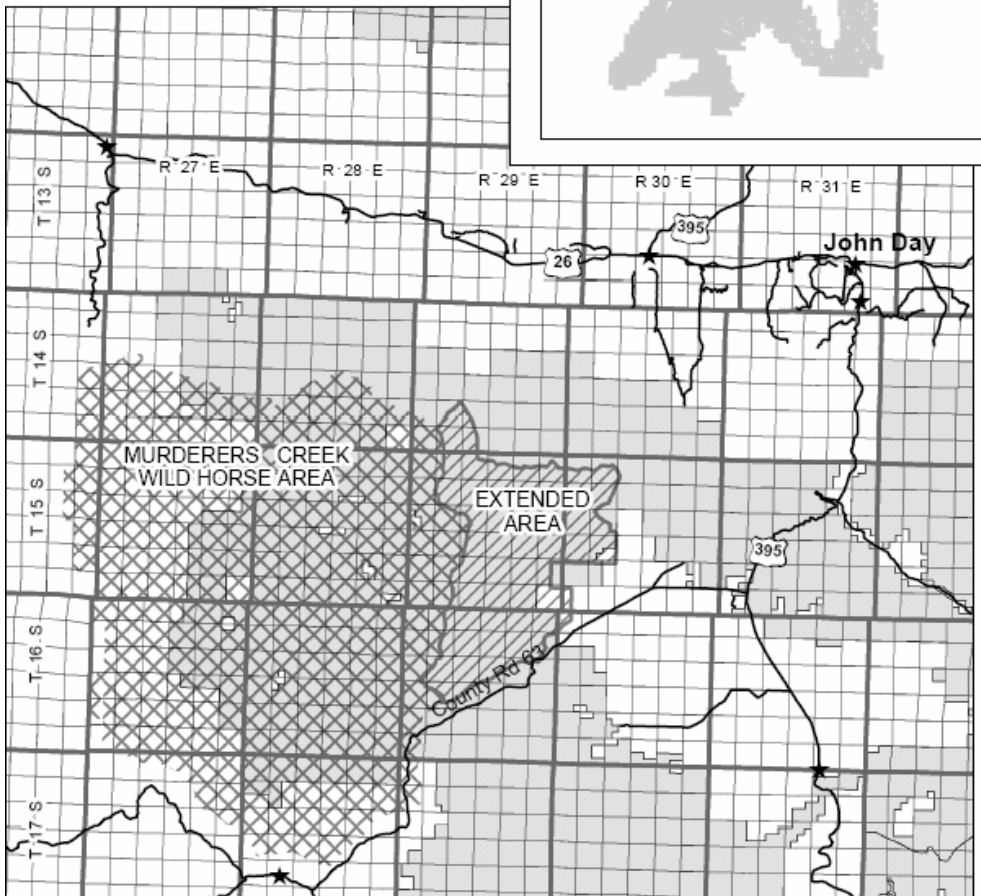 R 27 E
R 28 E
R 29 E
R 30 E
R 31 E
T 13 S
395
John Day
26
T 14 S
MURDERERS CREEK
WILD HORSE AREA
EXTENDED
AREA
T 15 S
395
T 16 S
County Rd 63
T 17 S